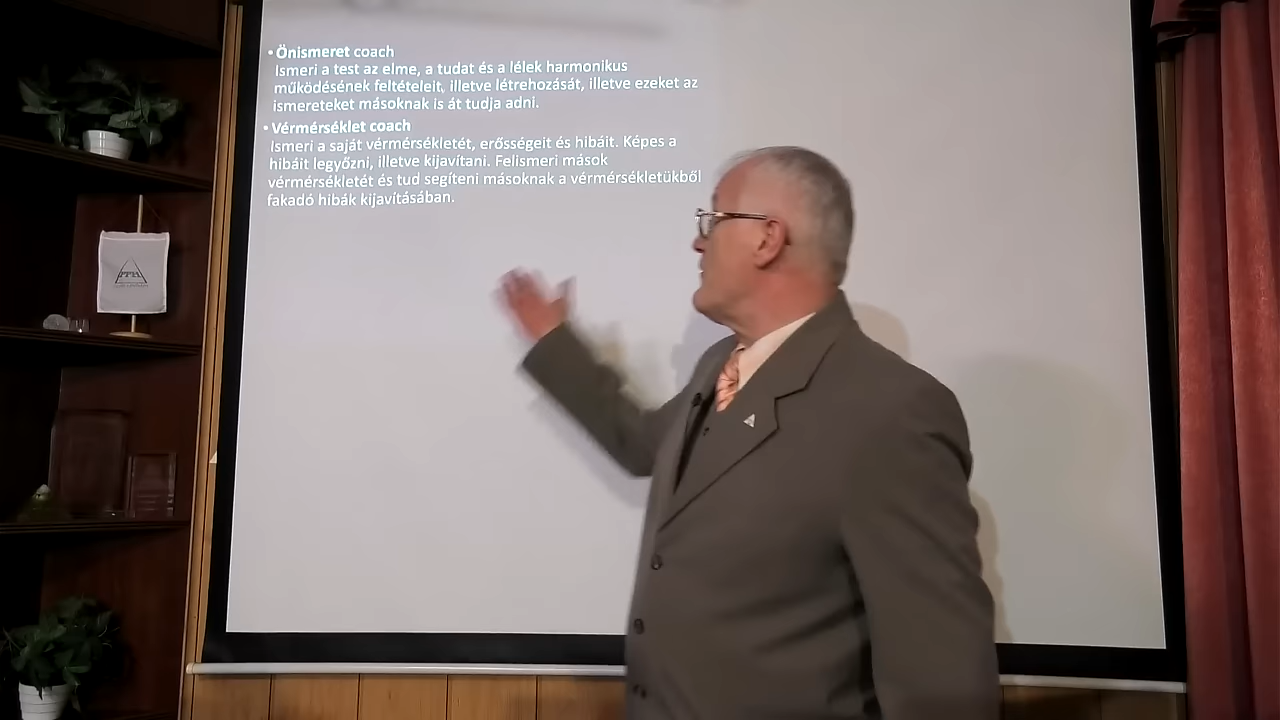 • Önismeret coach
Ismeri a test az elme, a tudat és a lélek harmonikus
működésének feltételeit, illetve létrehozását, illetve ezeket az
ismereteket másoknak is át tudja adni.
• Vérmérséklet coach
Ismeri a saját vérmérsékletét, erősségeit és hibáit. Képes a
hibáit legyőzni, illetve kijavítani. Felismeri mások
vérmérsékletét és tud segíteni másoknak a vérmérsékletükből
fakadó hibák kijavításában.